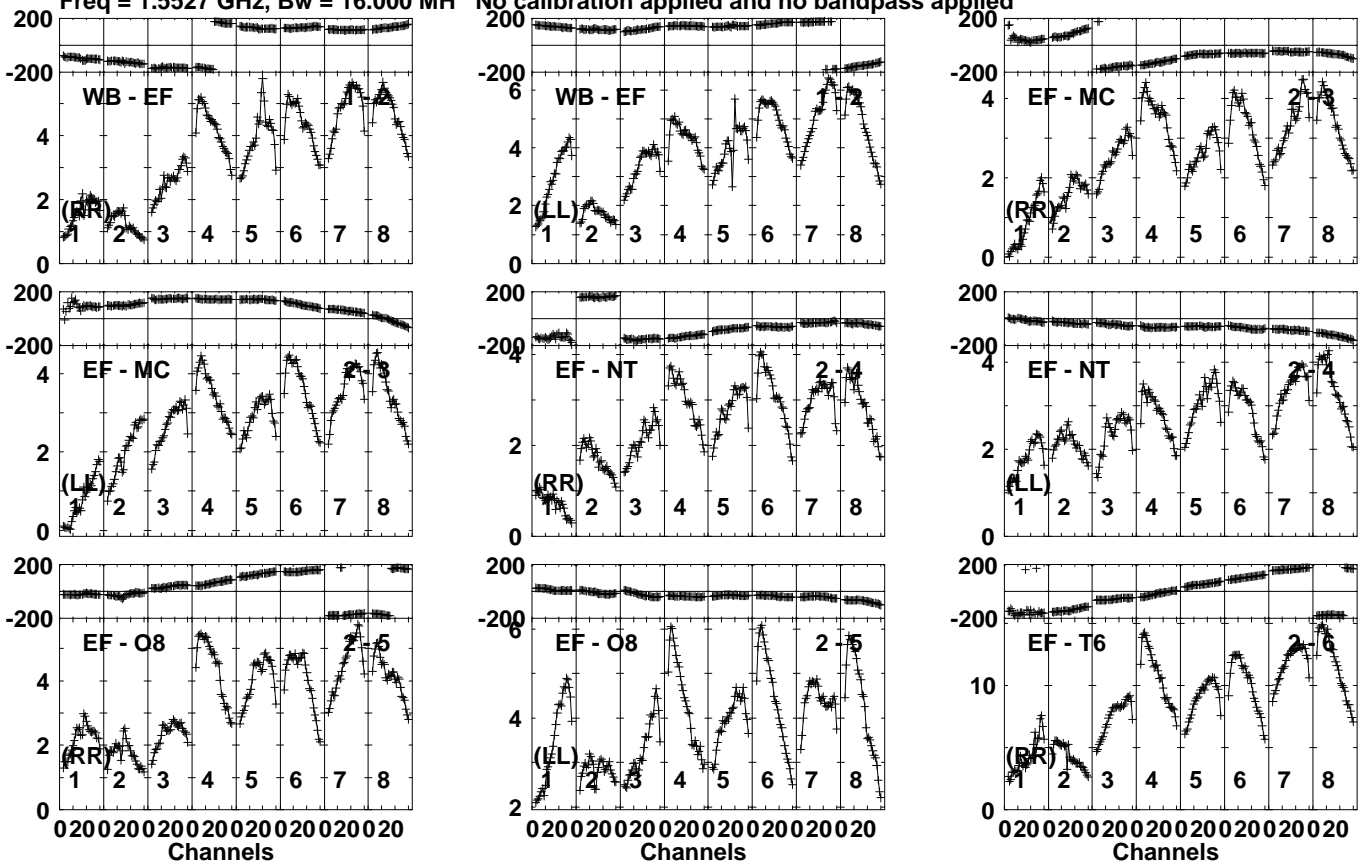 Freq = 1.5527 GHz, Bw = 16.000 MH No calibration applied and no bandpass applied
200 200 200
-200 -200 -200
WB - EF 1 - 2 WB - EF 1 - 2 EF - MC 2 - 3
6
4 4 4
2 2 2
(RR) (LL) (RR)
1 2 3 4 5 6 7 8 1 2 3 4 5 6 7 8 1 2 3 4 5 6 7 8
0 0 0
200 200 200
-200 -200 -200
4
EF - MC 2 - 3 EF - NT 2 - 4 EF - NT 2 - 4
4 4
2 2 2
(LL) (RR) (LL)
1 2 3 4 5 6 7 8 1 2 3 4 5 6 7 8 1 2 3 4 5 6 7 8
0 0 0
200 200 200
-200 -200 -200
6
EF - O8 2 - 5 EF - O8 2 - 5 EF - T6 2 - 6
4 4 10
2
(RR) (LL) (RR)
1 2 3 4 5 6 7 8 1 2 3 4 5 6 7 8 1 2 3 4 5 6 7 8
0 2 0
0 20 0 20 0 20 0 20 0 20 0 20 0 20 0 20 0 20 0 20 0 20 0 20 0 20 0 20 0 20 0 20 0 20 0 20 0 20 0 20 0 20 0 20 0 20 0 20
Channels Channels Channels